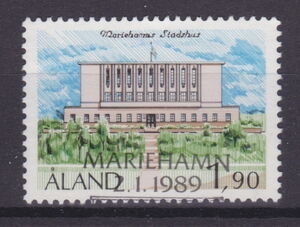 Mariehamns Stadshus
MARIEHAMN
ÅLAND 1,90
2.1.1989